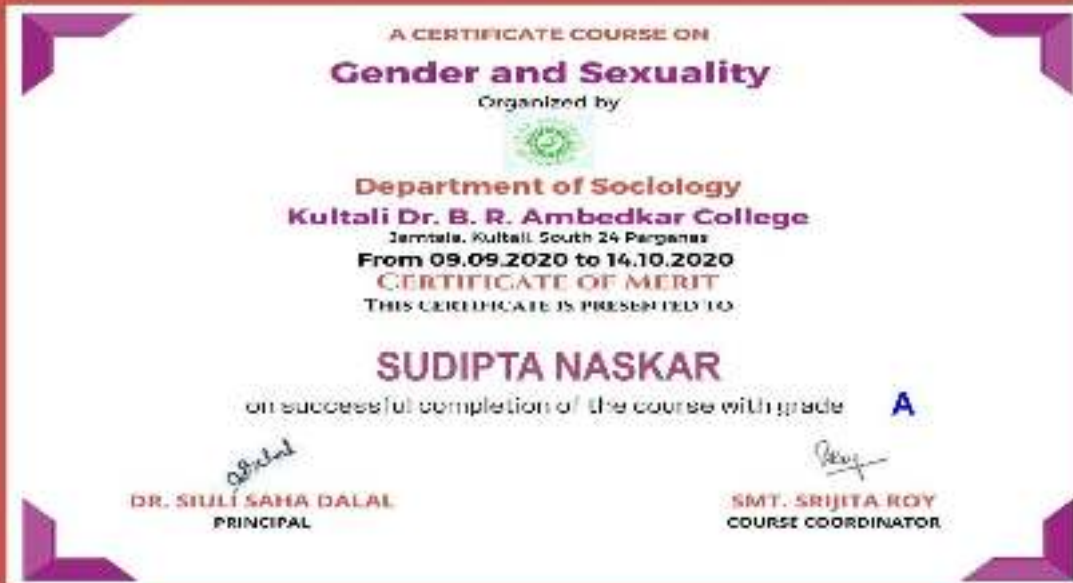 A CERTIFICATE COURSE ON
Gender and Sexuality
Organized by
Department of Sociology
Kultali Dr. B. R. Ambedkar College
Jamtala, Kultali, South 24 Parganas
From 09.09.2020 to 14.10.2020
CERTIFICATE OF MERIT
THIS CERTIFICATE IS PRESENTED TO
SUDIPTA NASKAR
on successful completion of the course with grade A
DR. SIULI SAHA DALAL
PRINCIPAL
SMT. SRIJITA ROY
COURSE COORDINATOR